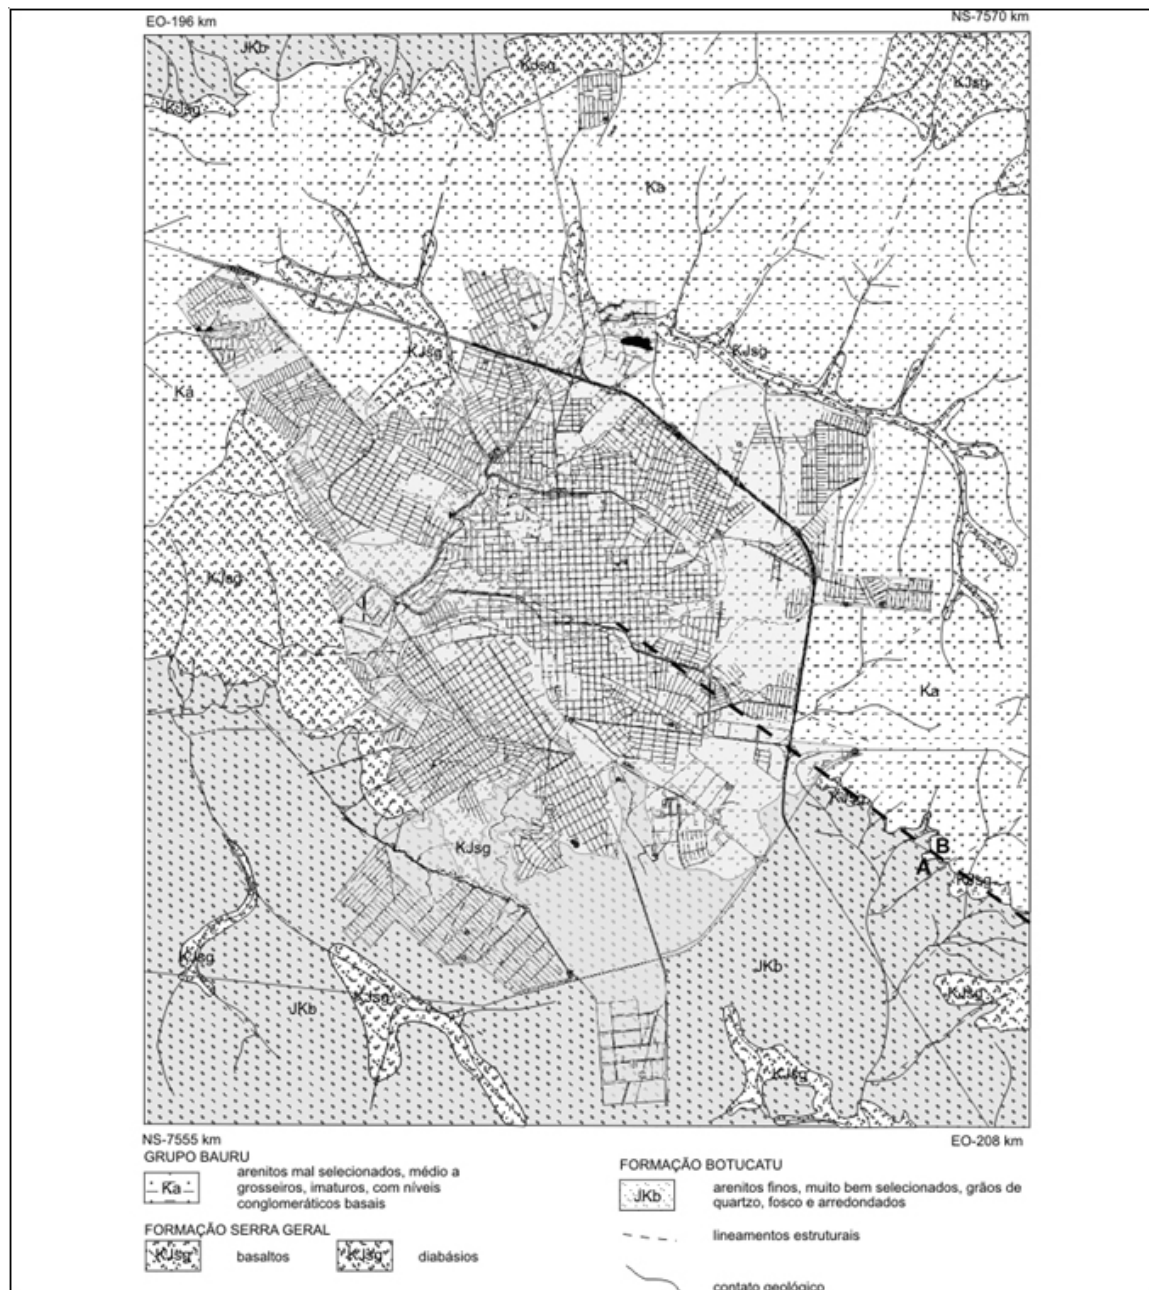 EO-196 km
NS-7570 km
JKb
KJsg
KJsg
KJsg
Ka
KJsg
KJsg
Ka
KJsg
Ka
KJsg
B
A
KJsg
KJsg
JKb
KJsg
KJsg
KJsg
JKb
KJsg
NS-7555 km
EO-208 km
GRUPO BAURU
Ka
arenitos mal selecionados, médio a
grosseiros, imaturos, com níveis
conglomeráticos basais
FORMAÇÃO SERRA GERAL
KJsg
basaltos
KJsg
diabásios
FORMAÇÃO BOTUCATU
JKb
arenitos finos, muito bem selecionados, grãos de
quartzo, fosco e arredondados
lineamentos estruturais
contato geológico